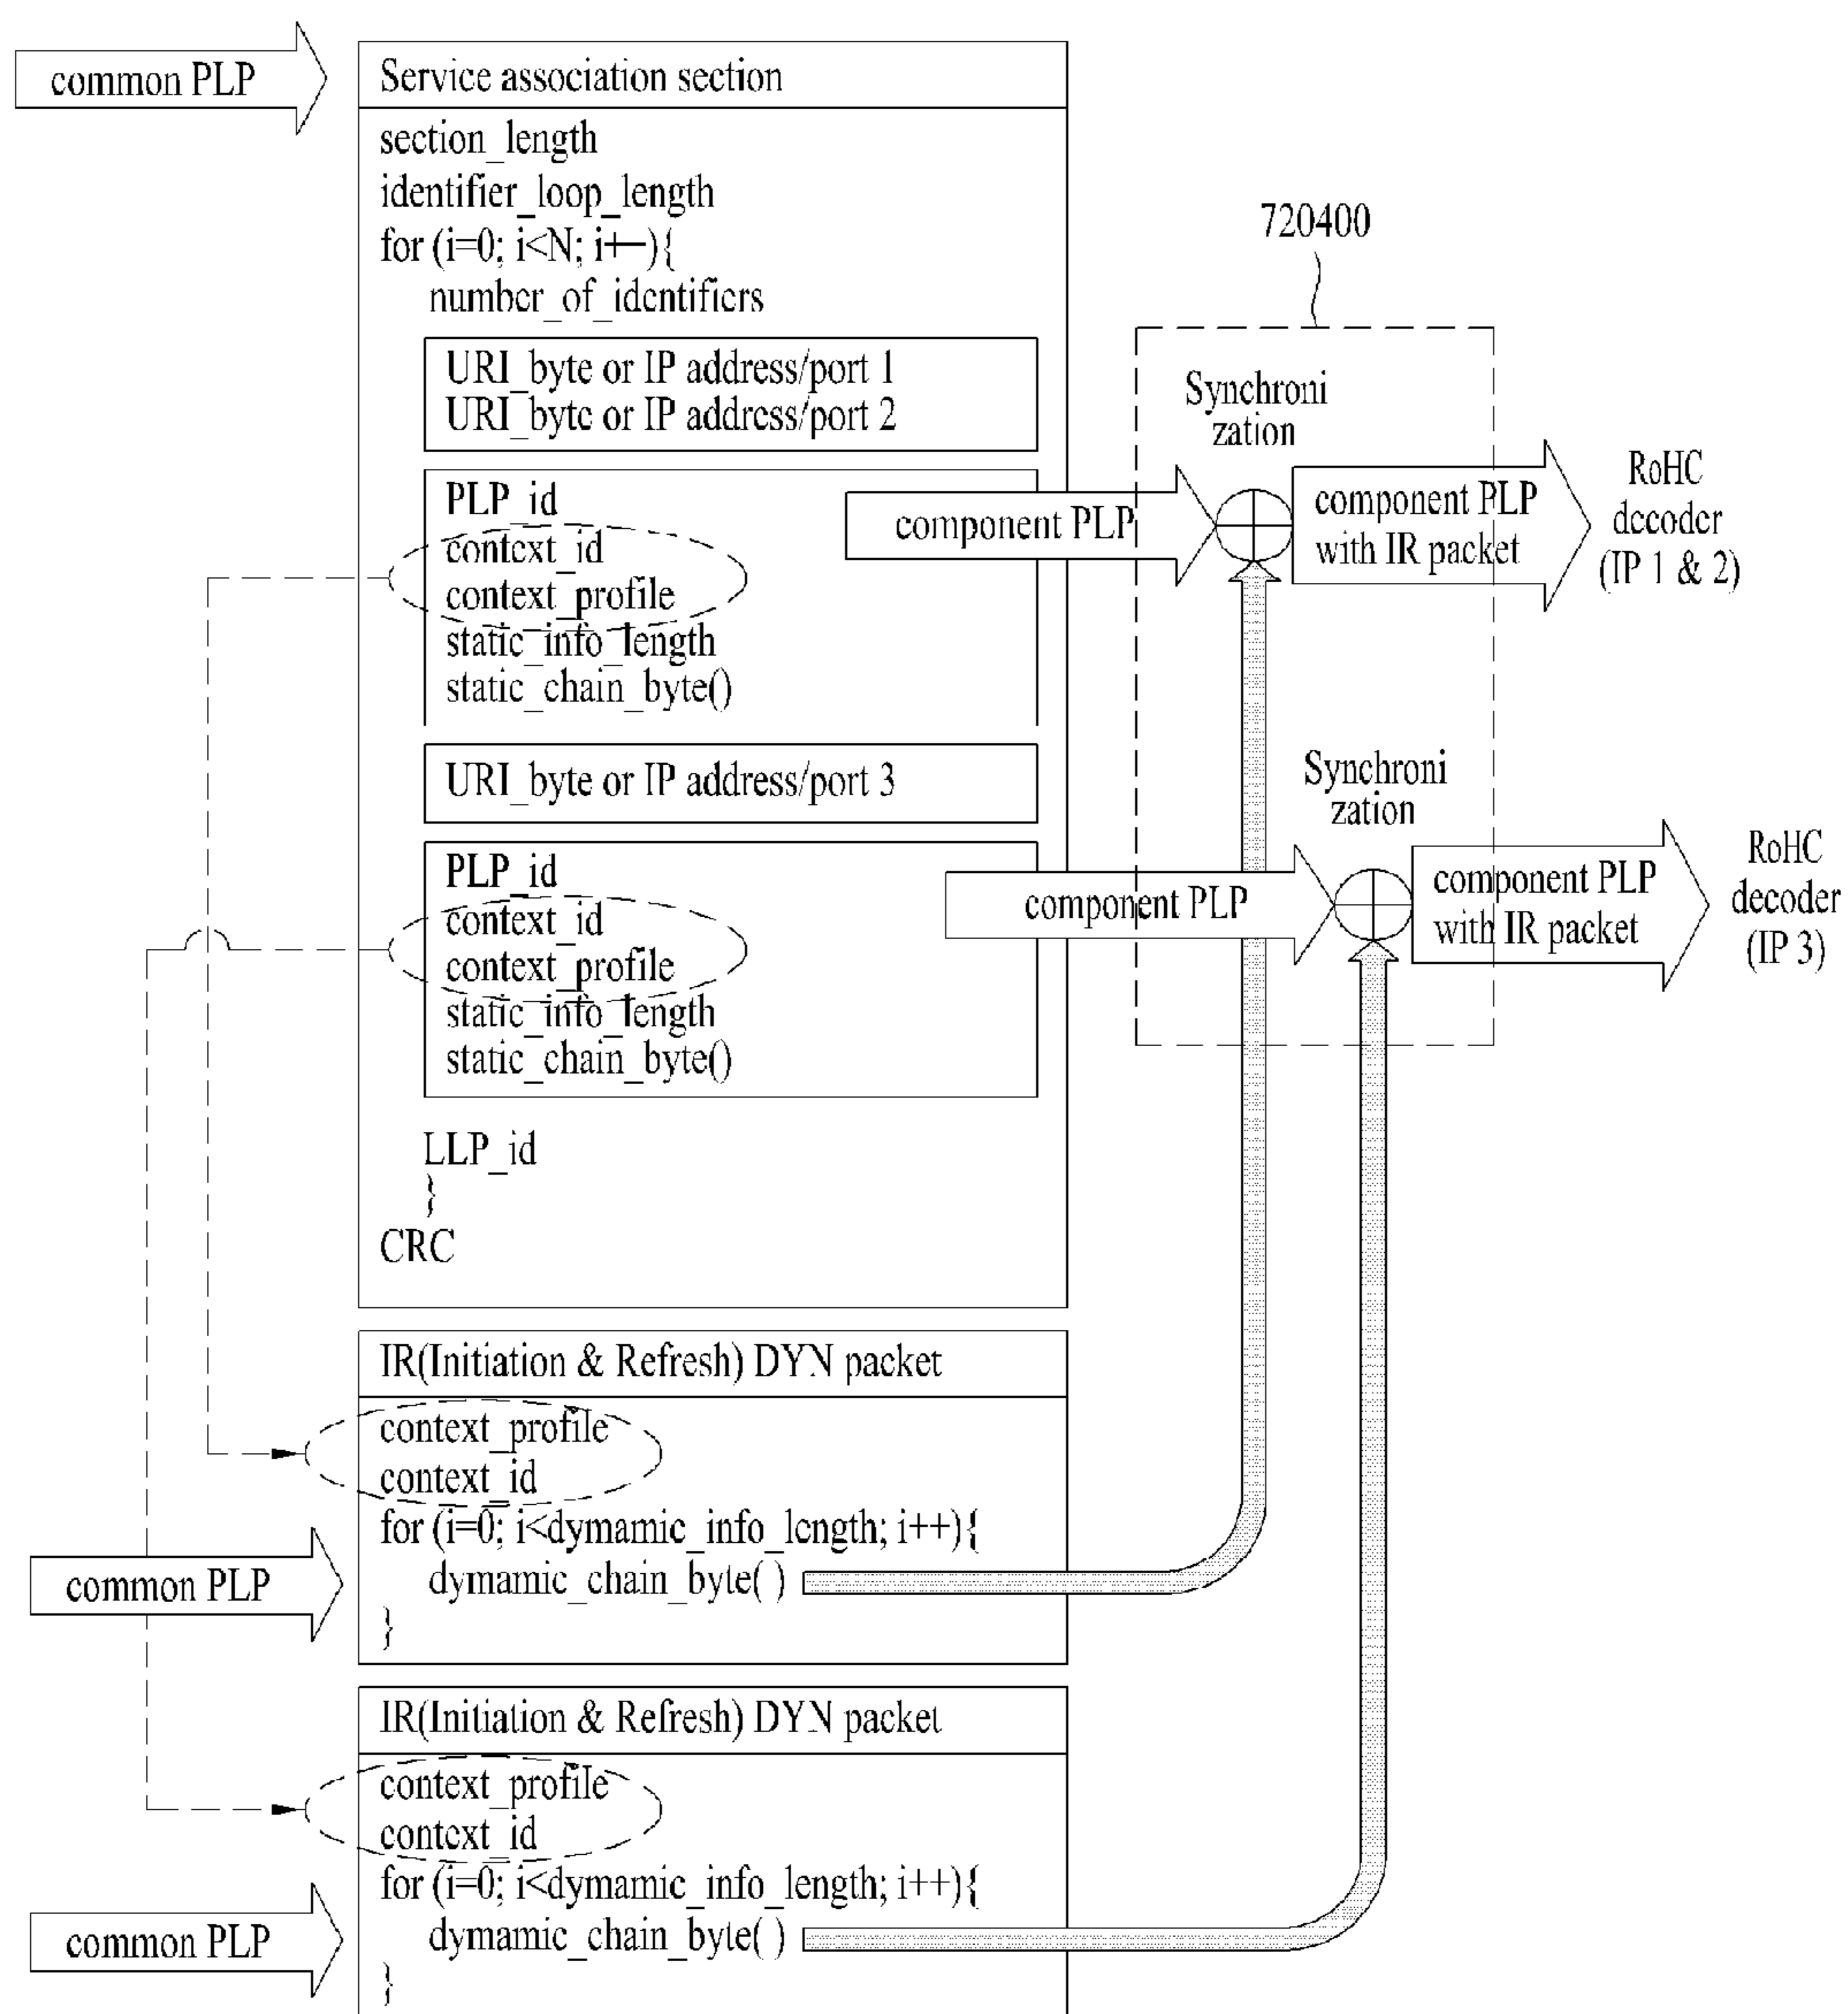 common PLP
Service association section
section_length
identifier_loop_length
for (i=0; i<N; i++){
number_of_identifiers
URI_byte or IP address/port 1
URI_byte or IP address/port 2
PLP_id
context_id
context_profile
static_info_length
static_chain_byte()
URI_byte or IP address/port 3
PLP_id
context_id
context_profile
static_info_length
static_chain_byte()
LLP_id
}
CRC
720400
Synchroni
zation
component PLP
component PLP
with IR packet
RoHC
decoder
(IP 1 & 2)
Synchroni
zation
component PLP
component PLP
with IR packet
RoHC
decoder
(IP 3)
IR(Initiation & Refresh) DYN packet
context_profile
context_id
for (i=0; i<dymamic_info_length; i++){
common PLP
dymamic_chain_byte( )
}
IR(Initiation & Refresh) DYN packet
context_profile
context_id
for (i=0; i<dymamic_info_length; i++){
common PLP
dymamic_chain_byte( )
}